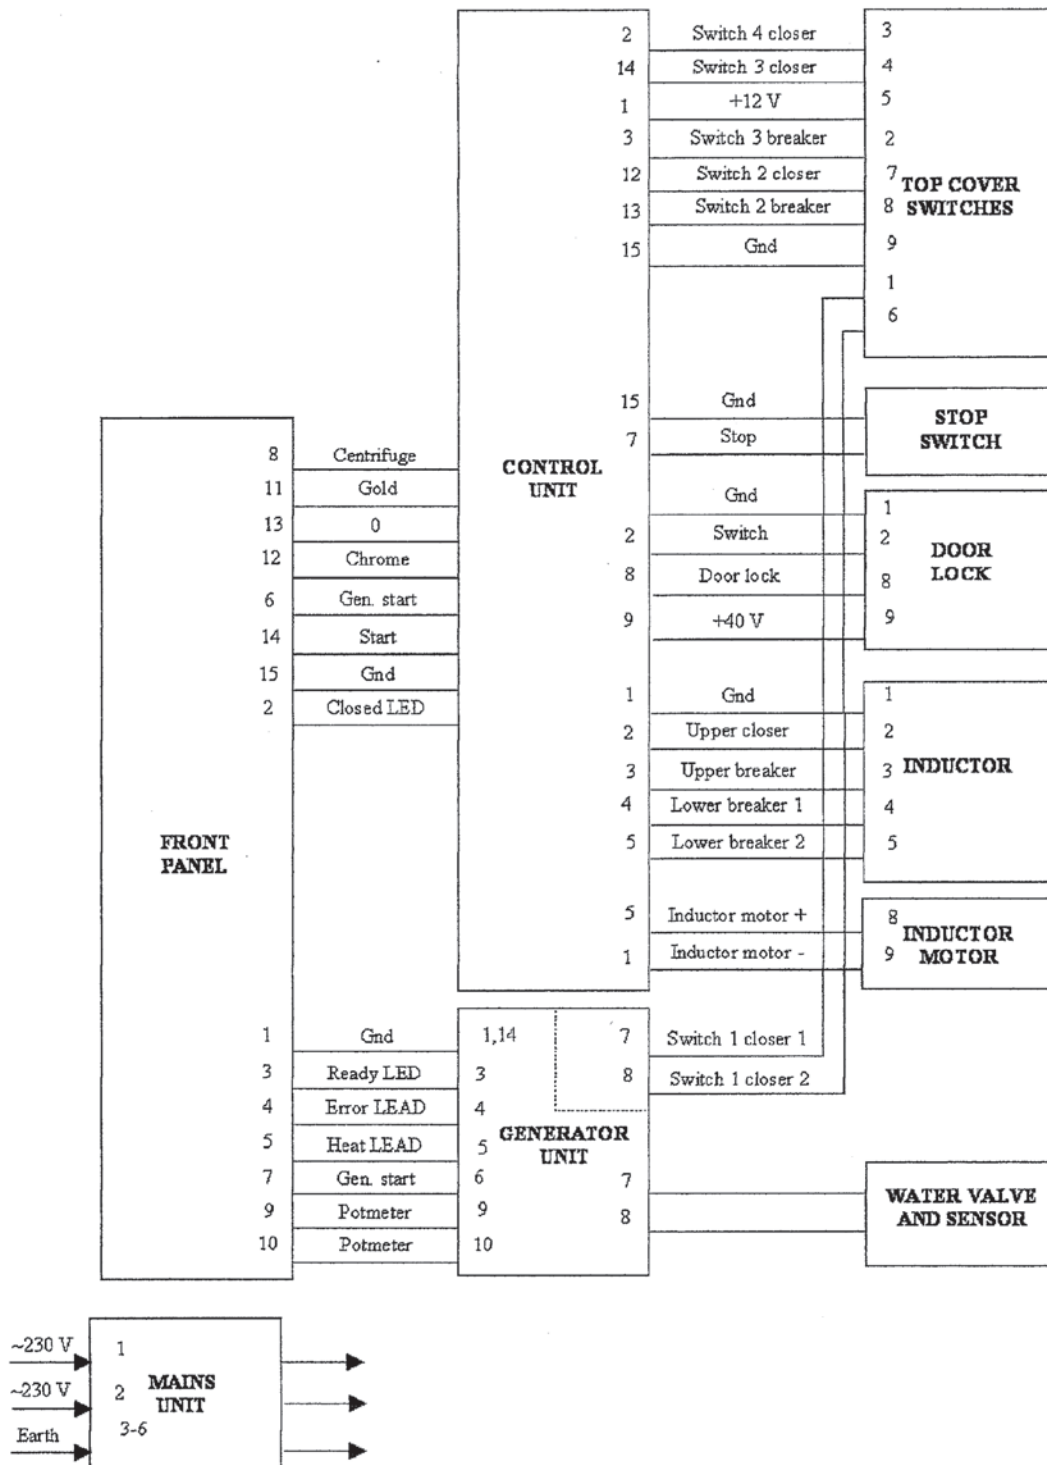 2 Switch 4 closer 3
14 Switch 3 closer 4
1 +12 V 5
3 Switch 3 breaker 2
12 Switch 2 closer 7
13 Switch 2 breaker 8
15 Gnd 9
1
6
TOP COVER
SWITCHES
15 Gnd
7 Stop
STOP
SWITCH
CONTROL
UNIT
Gnd 1
2 Switch 2
8 Door lock 8
9 +40 V 9
DOOR
LOCK
1 Gnd 1
2 Upper closer 2
3 Upper breaker 3
4 Lower breaker 1 4
5 Lower breaker 2 5
INDUCTOR
5 Inductor motor + 8
1 Inductor motor - 9
INDUCTOR
MOTOR
8 Centrifuge
11 Gold
13 0
12 Chrome
6 Gen. start
14 Start
15 Gnd
2 Closed LED
FRONT
PANEL
1 Gnd 1,14
3 Ready LED 3
4 Error LEAD 4
5 Heat LEAD 5
7 Gen. start 6
9 Potmeter 9
10 Potmeter 10
7 Switch 1 closer 1
8 Switch 1 closer 2
GENERATOR
UNIT
7
8
WATER VALVE
AND SENSOR
~230 V 1
~230 V 2
Earth 3-6
MAINS
UNIT